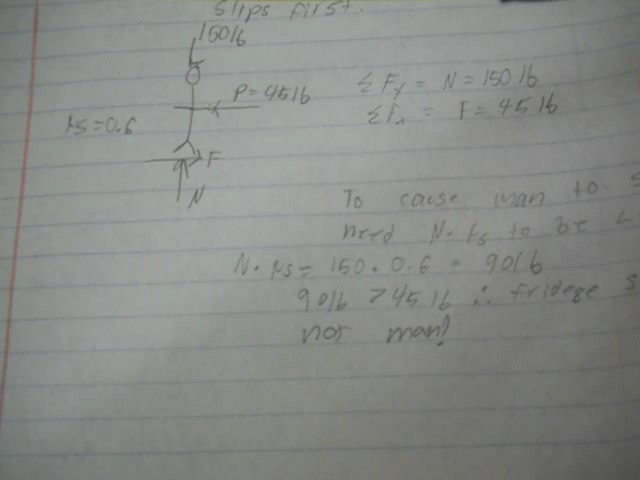 slips first.
150 lb
P = 45 lb
μs = 0.6
F
N
ΣFy = N = 150 lb
ΣFx = F = 45 lb
To cause man to s
need N·μs to be <
N·μs = 150 · 0.6 = 90 lb
90 lb > 45 lb ∴ fridege s
not man!